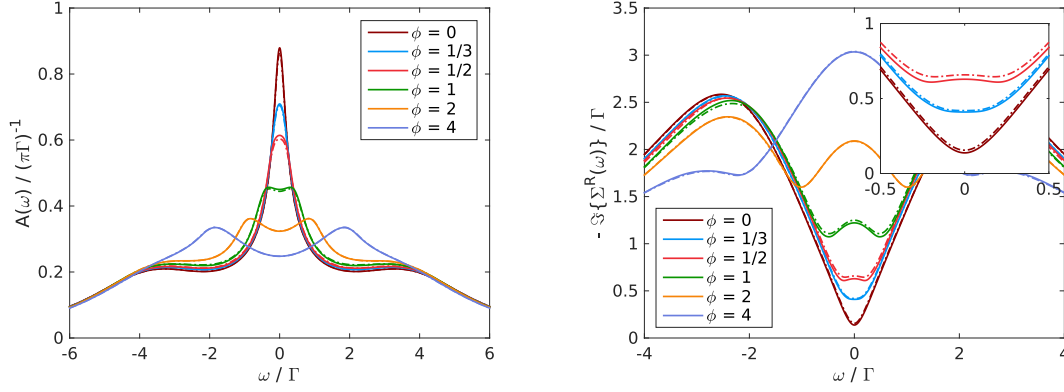 A(ω) / (πΓ)⁻¹
1
0.8
0.6
0.4
0.2
0
-6
-4
-2
0
2
4
6
ω / Γ
ϕ = 0
ϕ = 1/3
ϕ = 1/2
ϕ = 1
ϕ = 2
ϕ = 4
- ℑ{Σᴿ(ω)} / Γ
3.5
3
2.5
2
1.5
1
0.5
0
-4
-2
0
2
4
ω / Γ
ϕ = 0
ϕ = 1/3
ϕ = 1/2
ϕ = 1
ϕ = 2
ϕ = 4
1
0.5
0
-0.5
0
0.5